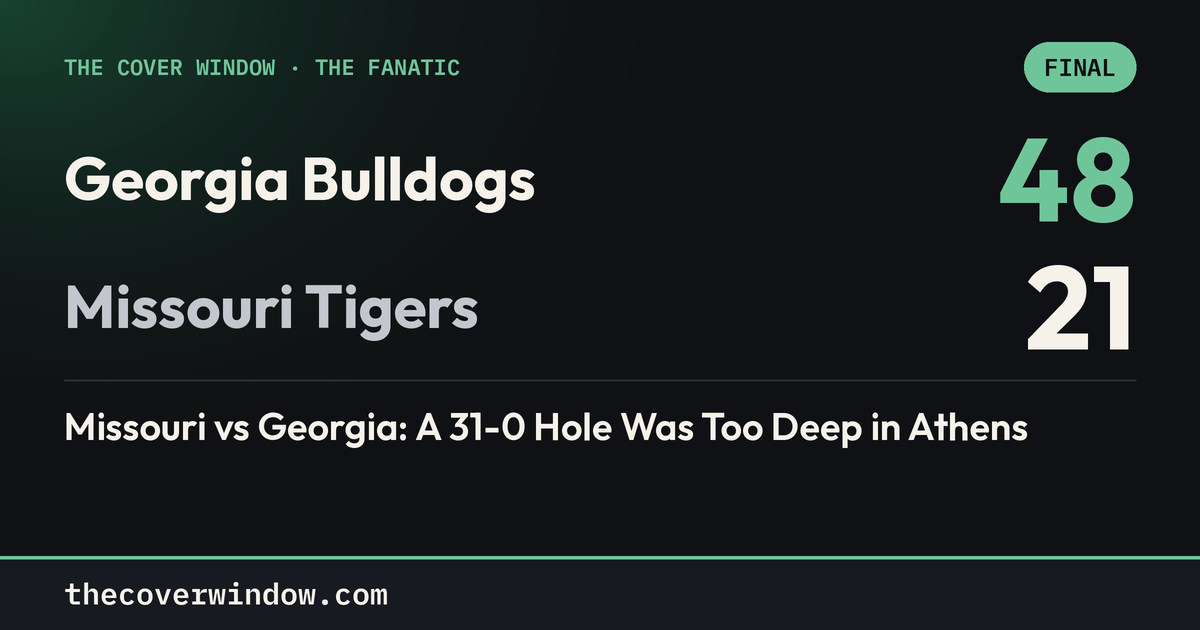 THE COVER WINDOW · THE FANATIC
FINAL
Georgia Bulldogs 48
Missouri Tigers 21
Missouri vs Georgia: A 31-0 Hole Was Too Deep in Athens
thecoverwindow.com